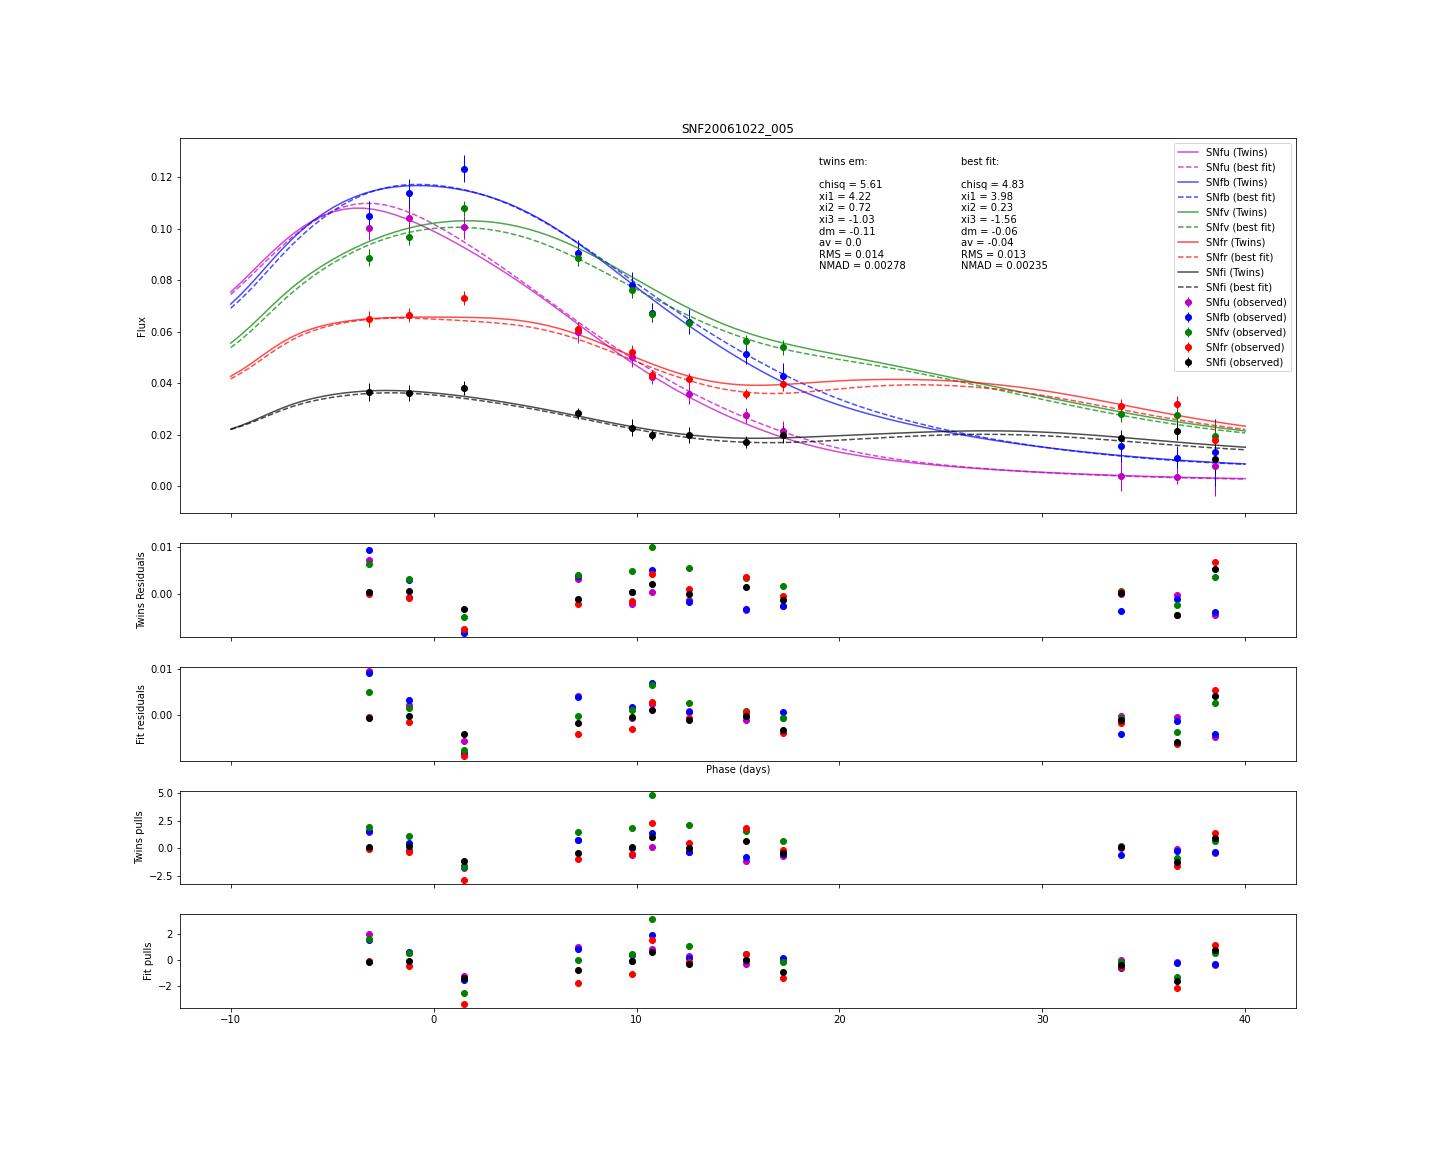 SNF20061022_005
Flux
0.12
0.10
0.08
0.06
0.04
0.02
0.00
twins em:
chisq = 5.61
xi1 = 4.22
xi2 = 0.72
xi3 = -1.03
dm = -0.11
av = 0.0
RMS = 0.014
NMAD = 0.00278
best fit:
chisq = 4.83
xi1 = 3.98
xi2 = 0.23
xi3 = -1.56
dm = -0.06
av = -0.04
RMS = 0.013
NMAD = 0.00235
SNfu (Twins)
SNfu (best fit)
SNfb (Twins)
SNfb (best fit)
SNfv (Twins)
SNfv (best fit)
SNfr (Twins)
SNfr (best fit)
SNfi (Twins)
SNfi (best fit)
SNfu (observed)
SNfb (observed)
SNfv (observed)
SNfr (observed)
SNfi (observed)
Twins Residuals
0.01
0.00
Fit residuals
0.01
0.00
Phase (days)
Twins pulls
5.0
2.5
0.0
−2.5
Fit pulls
2
0
−2
−10
0
10
20
30
40